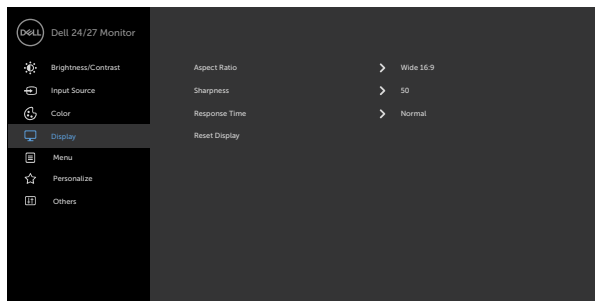 DELL Dell 24/27 Monitor
Brightness/Contrast Aspect Ratio Wide 16:9
Input Source Sharpness 50
Color Response Time Normal
Display Reset Display
Menu
Personalize
Others